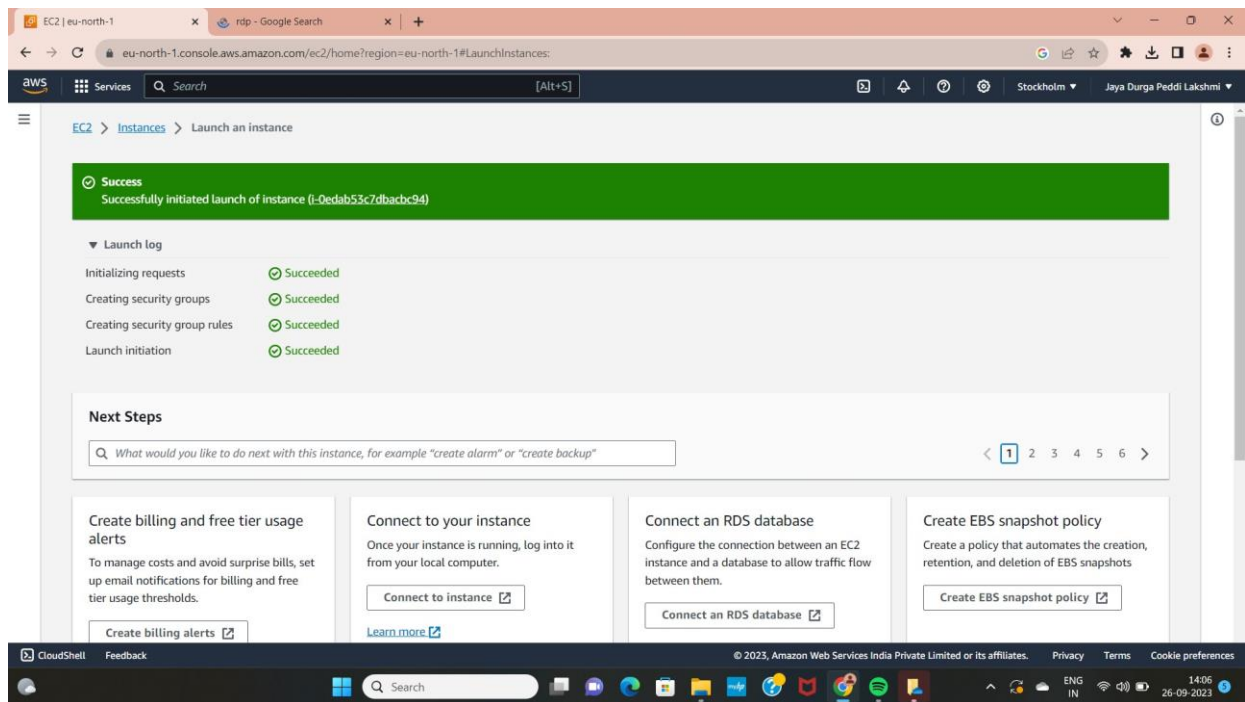 EC2 | eu-north-1
rdp - Google Search
eu-north-1.console.aws.amazon.com/ec2/home?region=eu-north-1#LaunchInstances:
aws
Services
Search
[Alt+S]
Stockholm ▼
Jaya Durga Peddi Lakshmi ▼
EC2 > Instances > Launch an instance
Success
Successfully initiated launch of instance (i-0edab53c7dbacbc94)
▼ Launch log
Initializing requests
Succeeded
Creating security groups
Succeeded
Creating security group rules
Succeeded
Launch initiation
Succeeded
Next Steps
What would you like to do next with this instance, for example "create alarm" or "create backup"
< 1 2 3 4 5 6 >
Create billing and free tier usage
alerts
To manage costs and avoid surprise bills, set
up email notifications for billing and free
tier usage thresholds.
Create billing alerts
Connect to your instance
Once your instance is running, log into it
from your local computer.
Connect to instance
Learn more
Connect an RDS database
Configure the connection between an EC2
instance and a database to allow traffic flow
between them.
Connect an RDS database
Create EBS snapshot policy
Create a policy that automates the creation,
retention, and deletion of EBS snapshots
Create EBS snapshot policy
CloudShell
Feedback
© 2023, Amazon Web Services India Private Limited or its affiliates.
Privacy
Terms
Cookie preferences
Search
ENG
IN
14:06
26-09-2023
5